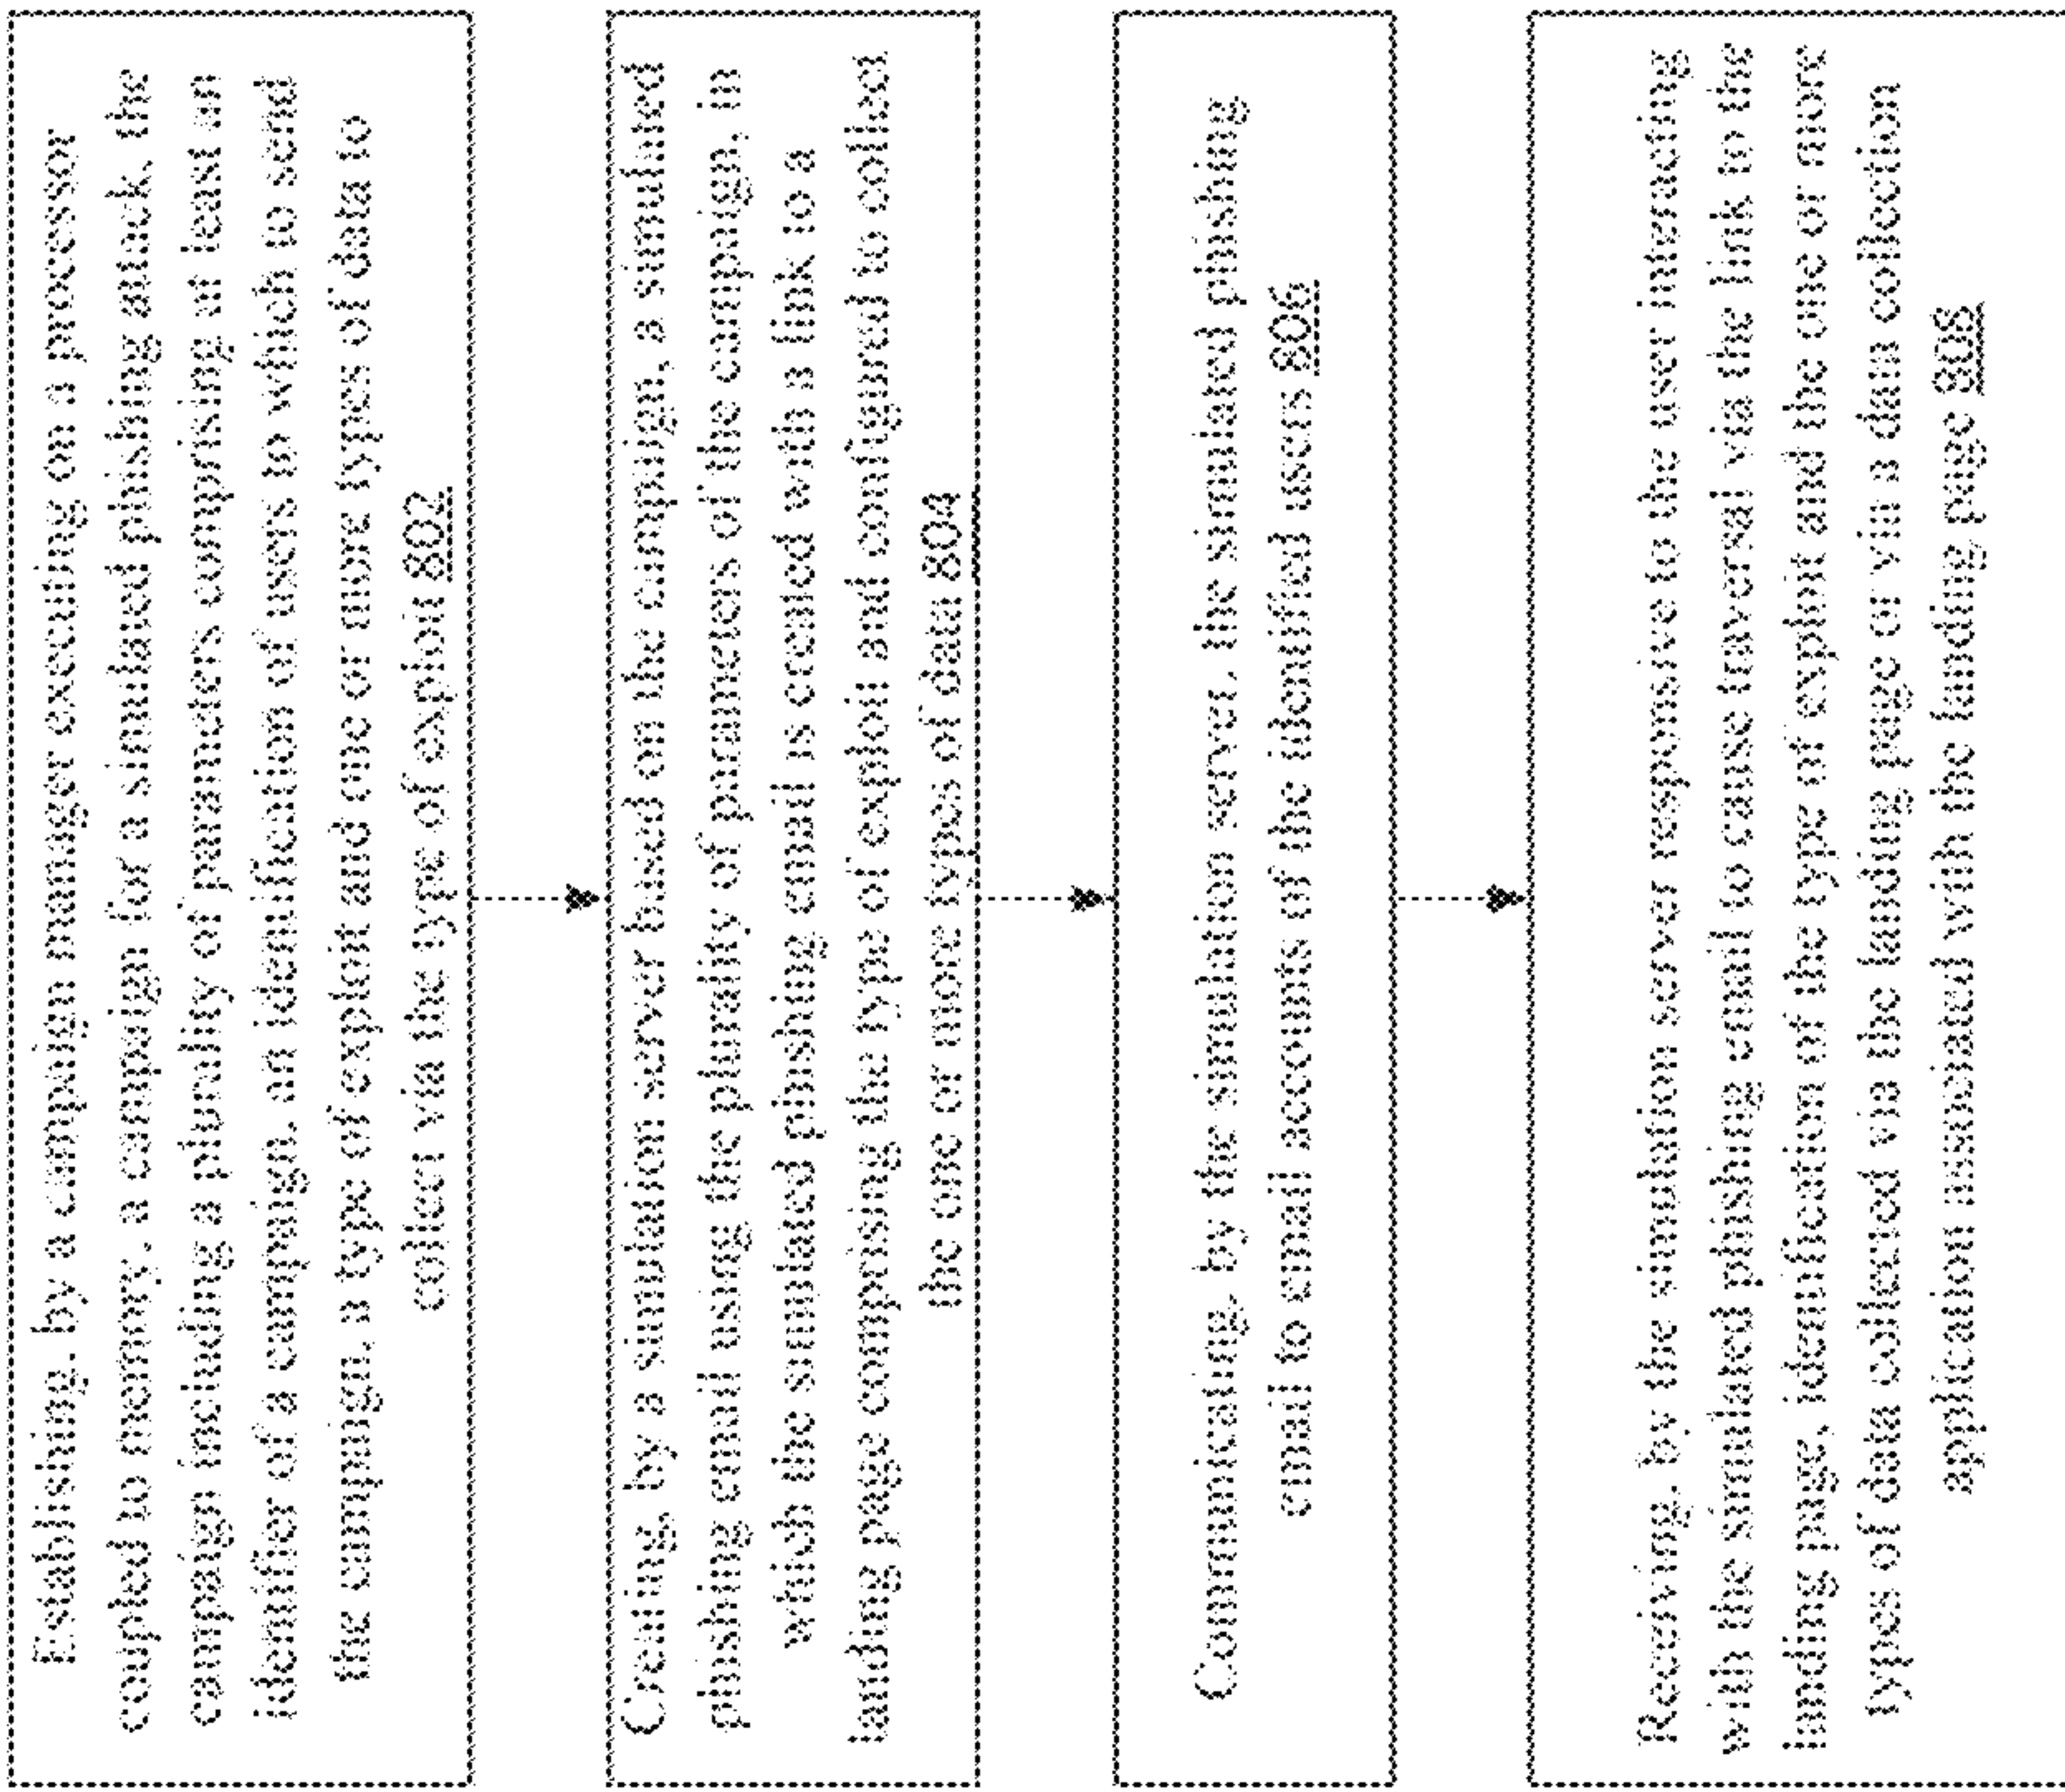 Establishing, by a campaign manager executing on a processor
coupled to memory, a campaign for a simulated phishing attack, the
campaign including a plurality of parameters comprising at least an
identifier of a campaign, an identification of users to which to send
the campaign, a type of exploit and one or more types of data to
collect via the type of exploit 802
Creating, by a simulation server based on the campaign, a simulated
phishing email using the plurality of parameters of the campaign, in
which the simulated phishing email is created with a link to a
landing page comprising the type of exploit and configured to collect
the one or more types of data 804
Communicating, by the simulation server, the simulated phishing
email to email accounts of the identified users 806
Receiving, by the simulation server responsive to the user interacting
with the simulated phishing email to cause traversal via the link to the
landing page, identification of the type of exploit and the one or more
types of data collected via the landing page or via a data collection
application associated with the landing page 808